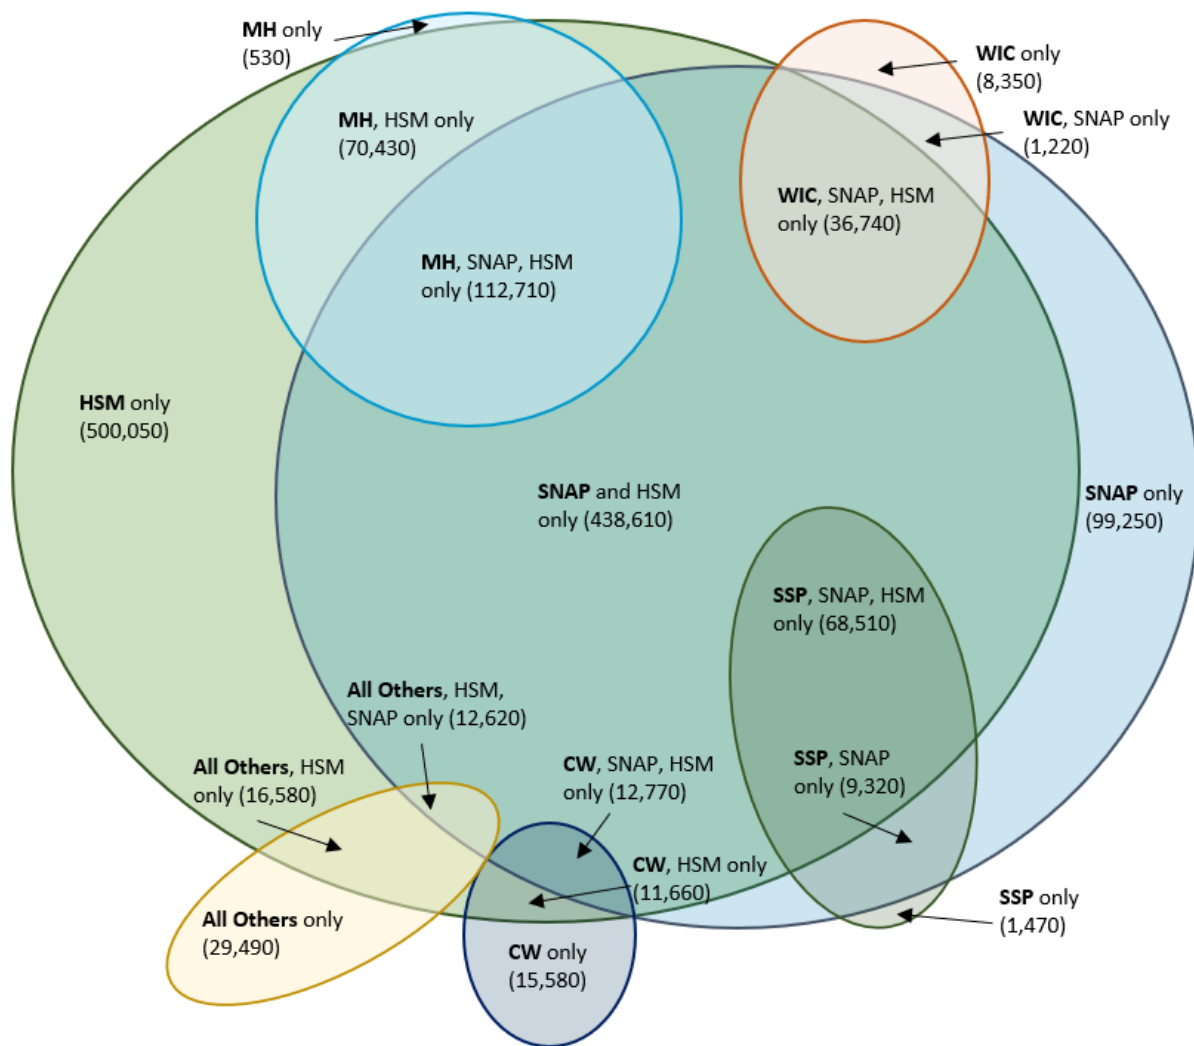 MH only
(530)
WIC only
(8,350)
MH, HSM only
(70,430)
WIC, SNAP only
(1,220)
WIC, SNAP, HSM
only (36,740)
MH, SNAP, HSM
only (112,710)
HSM only
(500,050)
SNAP and HSM
only (438,610)
SNAP only
(99,250)
SSP, SNAP, HSM
only (68,510)
All Others, HSM,
SNAP only (12,620)
All Others, HSM
only (16,580)
CW, SNAP, HSM
only (12,770)
SSP, SNAP
only (9,320)
CW, HSM only
(11,660)
SSP only
(1,470)
All Others only
(29,490)
CW only
(15,580)